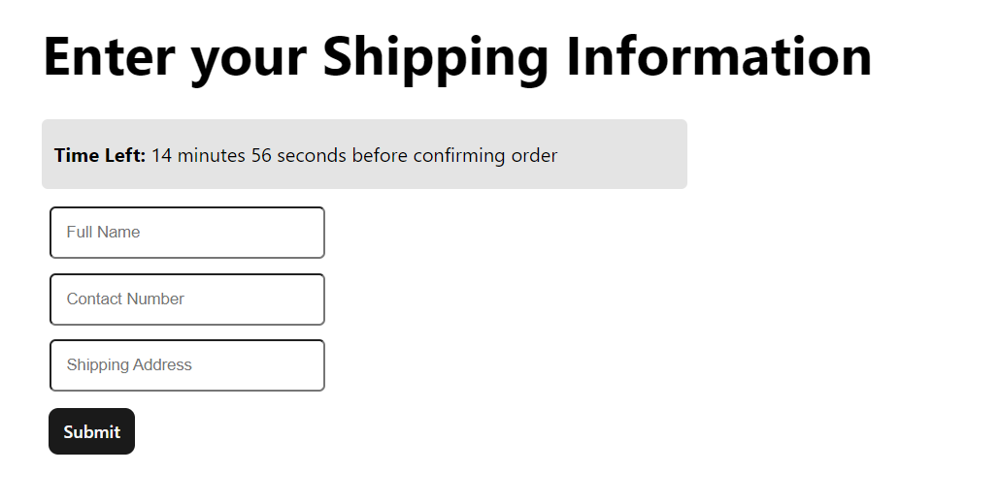 Enter your Shipping Information
Time Left: 14 minutes 56 seconds before confirming order
Full Name
Contact Number
Shipping Address
Submit